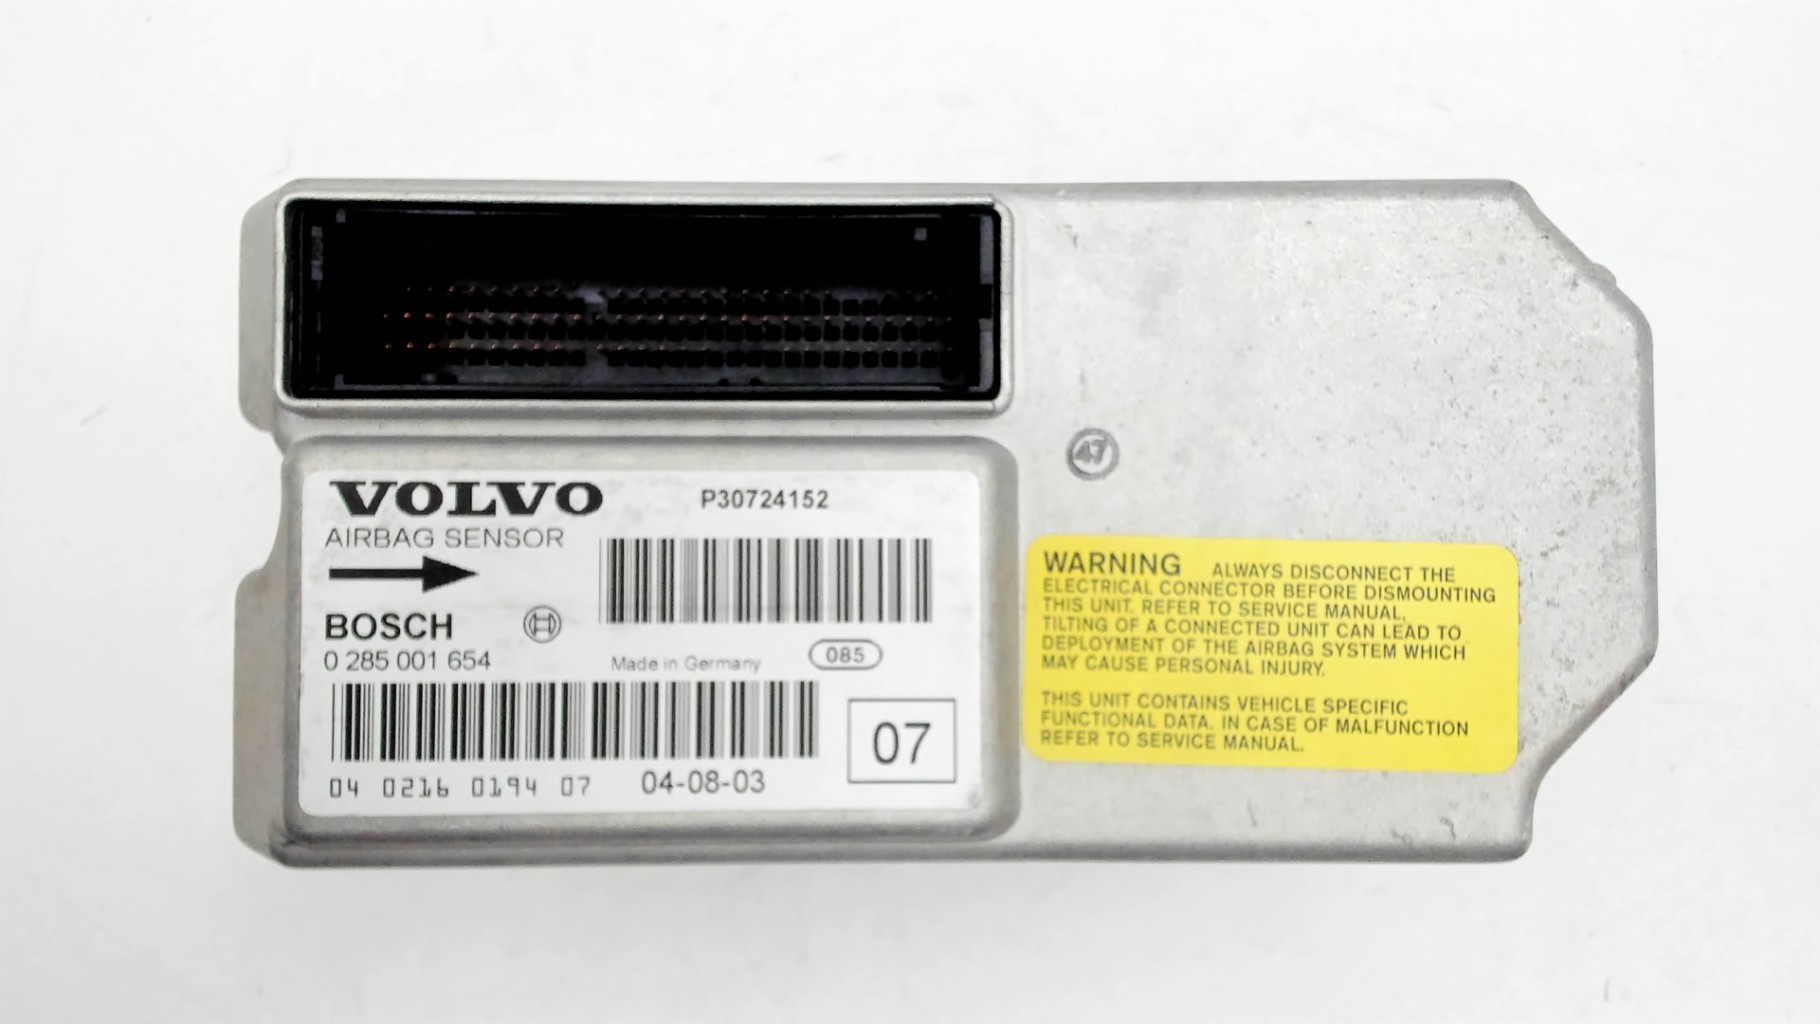 VOLVO
P30724152
AIRBAG SENSOR
BOSCH
0 285 001 654
Made in Germany
085
04 0216 0194 07
04-08-03
07
47
WARNING ALWAYS DISCONNECT THE
ELECTRICAL CONNECTOR BEFORE DISMOUNTING
THIS UNIT. REFER TO SERVICE MANUAL.
TILTING OF A CONNECTED UNIT CAN LEAD TO
DEPLOYMENT OF THE AIRBAG SYSTEM WHICH
MAY CAUSE PERSONAL INJURY.
THIS UNIT CONTAINS VEHICLE SPECIFIC
FUNCTIONAL DATA. IN CASE OF MALFUNCTION
REFER TO SERVICE MANUAL.